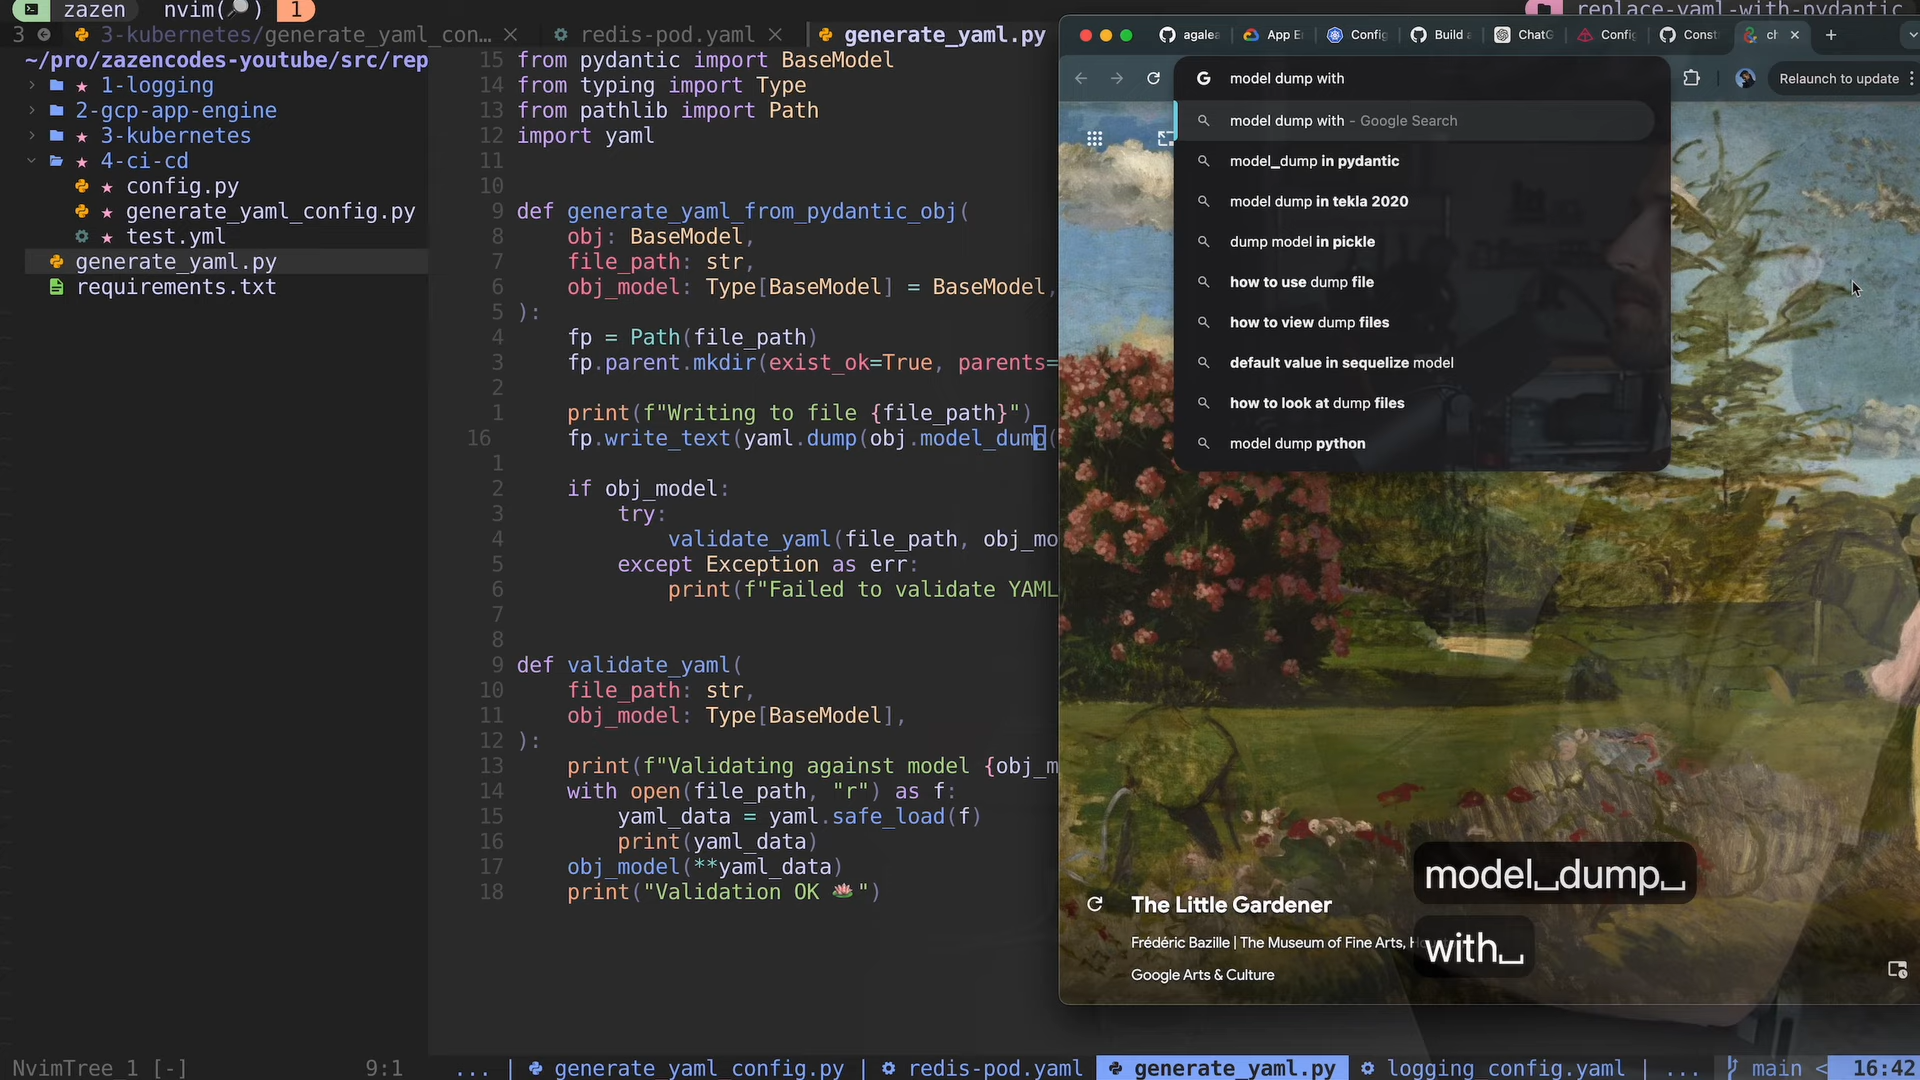 zazen nvim( ) 1 replace-yaml-with-pydantic
3 3-kubernetes/generate_yaml_con… redis-pod.yaml generate_yaml.py
~/pro/zazencodes-youtube/src/rep
1-logging
2-gcp-app-engine
3-kubernetes
4-ci-cd
config.py
generate_yaml_config.py
test.yml
generate_yaml.py
requirements.txt
15 from pydantic import BaseModel
14 from typing import Type
13 from pathlib import Path
12 import yaml
11
10
9 def generate_yaml_from_pydantic_obj(
8 obj: BaseModel,
7 file_path: str,
6 obj_model: Type[BaseModel] = BaseModel,
5 ):
4 fp = Path(file_path)
3 fp.parent.mkdir(exist_ok=True, parents=
2
1 print(f"Writing to file {file_path}")
16 fp.write_text(yaml.dump(obj.model_dump(
1
2 if obj_model:
3 try:
4 validate_yaml(file_path, obj_mo
5 except Exception as err:
6 print(f"Failed to validate YAML
7
8
9 def validate_yaml(
10 file_path: str,
11 obj_model: Type[BaseModel],
12 ):
13 print(f"Validating against model {obj_m
14 with open(file_path, "r") as f:
15 yaml_data = yaml.safe_load(f)
16 print(yaml_data)
17 obj_model(**yaml_data)
18 print("Validation OK 🪷")
agalea App En Config Build a ChatG Config Const ch
model dump with
Relaunch to update
model dump with - Google Search
model_dump in pydantic
model dump in tekla 2020
dump model in pickle
how to use dump file
how to view dump files
default value in sequelize model
how to look at dump files
model dump python
model␣dump␣
with␣
The Little Gardener
Frédéric Bazille | The Museum of Fine Arts, H
Google Arts & Culture
NvimTree_1 [-] 9:1 ... | generate_yaml_config.py | redis-pod.yaml generate_yaml.py logging_config.yaml | ... main < 16:42